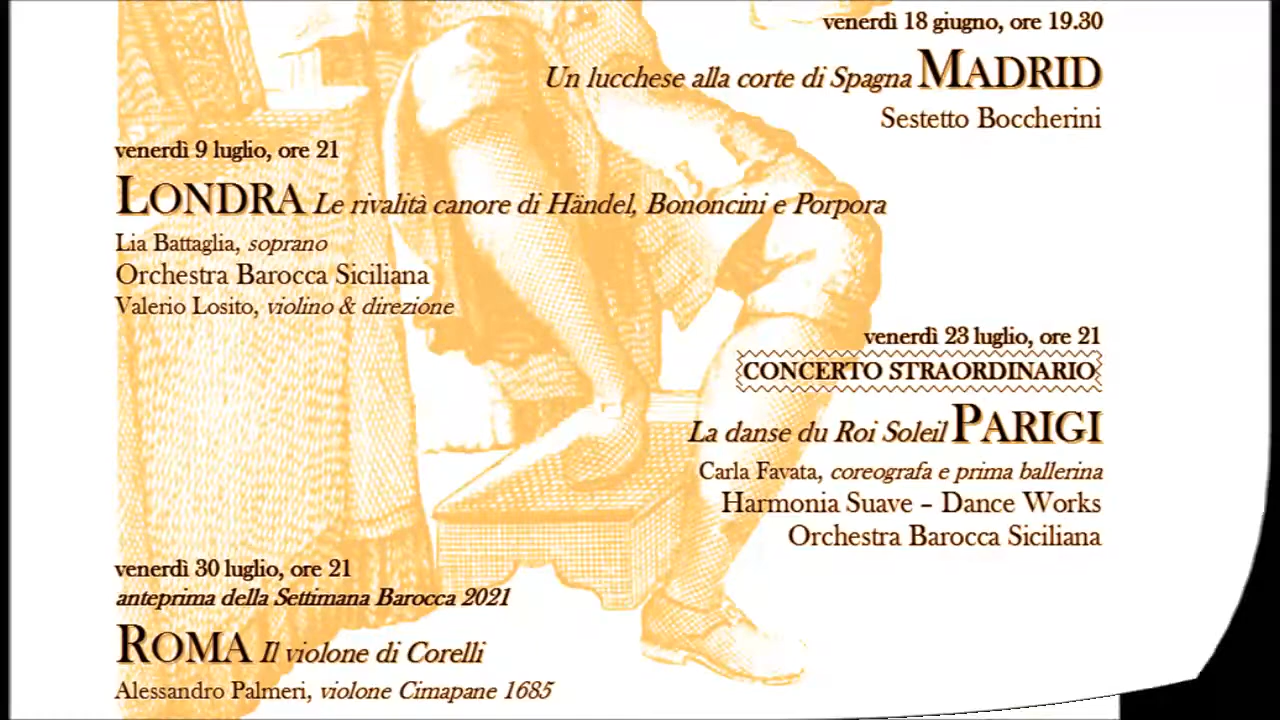 venerdì 18 giugno, ore 19.30
Un lucchese alla corte di Spagna MADRID
Sestetto Boccherini
venerdì 9 luglio, ore 21
LONDRA Le rivalità canore di Händel, Bononcini e Porpora
Lia Battaglia, soprano
Orchestra Barocca Siciliana
Valerio Losito, violino & direzione
venerdì 23 luglio, ore 21
CONCERTO STRAORDINARIO
La danse du Roi Soleil PARIGI
Carla Favata, coreografa e prima ballerina
Harmonia Suave – Dance Works
Orchestra Barocca Siciliana
venerdì 30 luglio, ore 21
anteprima della Settimana Barocca 2021
ROMA Il violone di Corelli
Alessandro Palmeri, violone Cimapane 1685